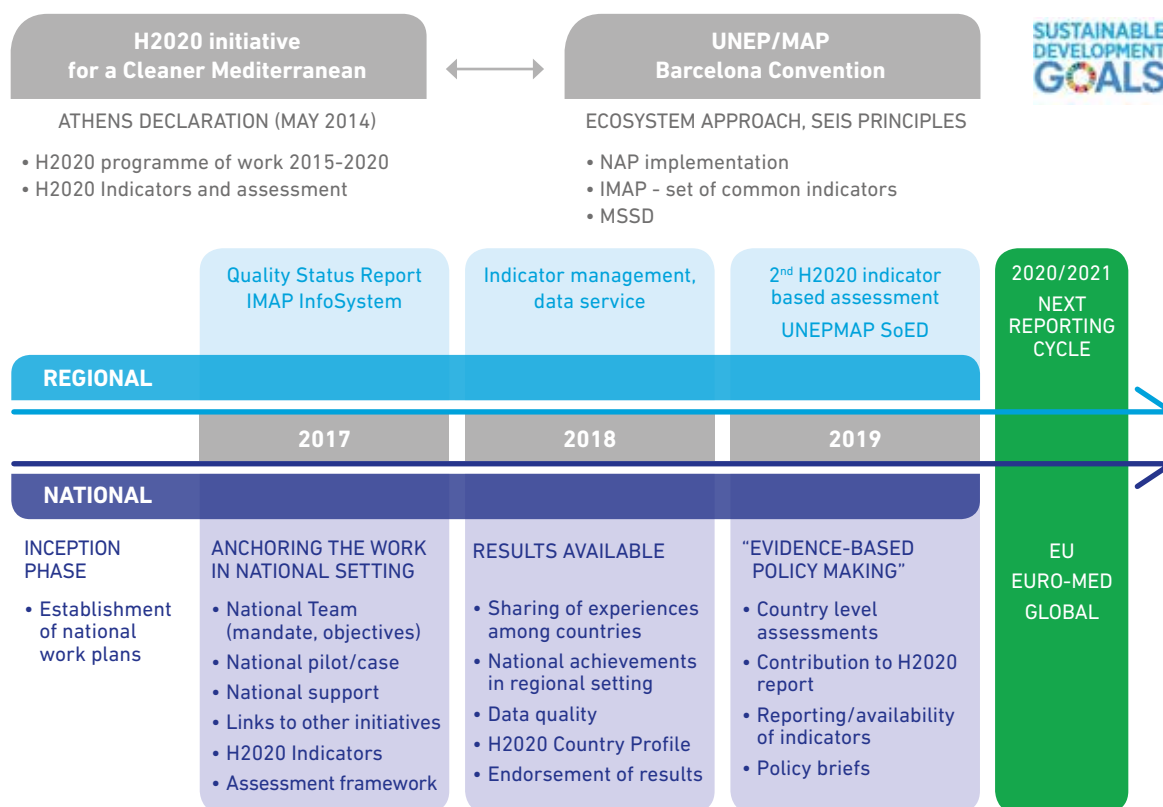 H2020 initiative
for a Cleaner Mediterranean
UNEP/MAP
Barcelona Convention
SUSTAINABLE
DEVELOPMENT
GOALS
ATHENS DECLARATION (MAY 2014)
• H2020 programme of work 2015-2020
• H2020 Indicators and assessment
ECOSYSTEM APPROACH, SEIS PRINCIPLES
• NAP implementation
• IMAP - set of common indicators
• MSSD
Quality Status Report
IMAP InfoSystem
Indicator management,
data service
2nd H2020 indicator
based assessment
UNEPMAP SoED
2020/2021
NEXT
REPORTING
CYCLE
REGIONAL
2017
2018
2019
NATIONAL
INCEPTION
PHASE
• Establishment
of national
work plans
ANCHORING THE WORK
IN NATIONAL SETTING
• National Team
(mandate, objectives)
• National pilot/case
• National support
• Links to other initiatives
• H2020 Indicators
• Assessment framework
RESULTS AVAILABLE
• Sharing of experiences
among countries
• National achievements
in regional setting
• Data quality
• H2020 Country Profile
• Endorsement of results
“EVIDENCE-BASED
POLICY MAKING”
• Country level
assessments
• Contribution to H2020
report
• Reporting/availability
of indicators
• Policy briefs
EU
EURO-MED
GLOBAL